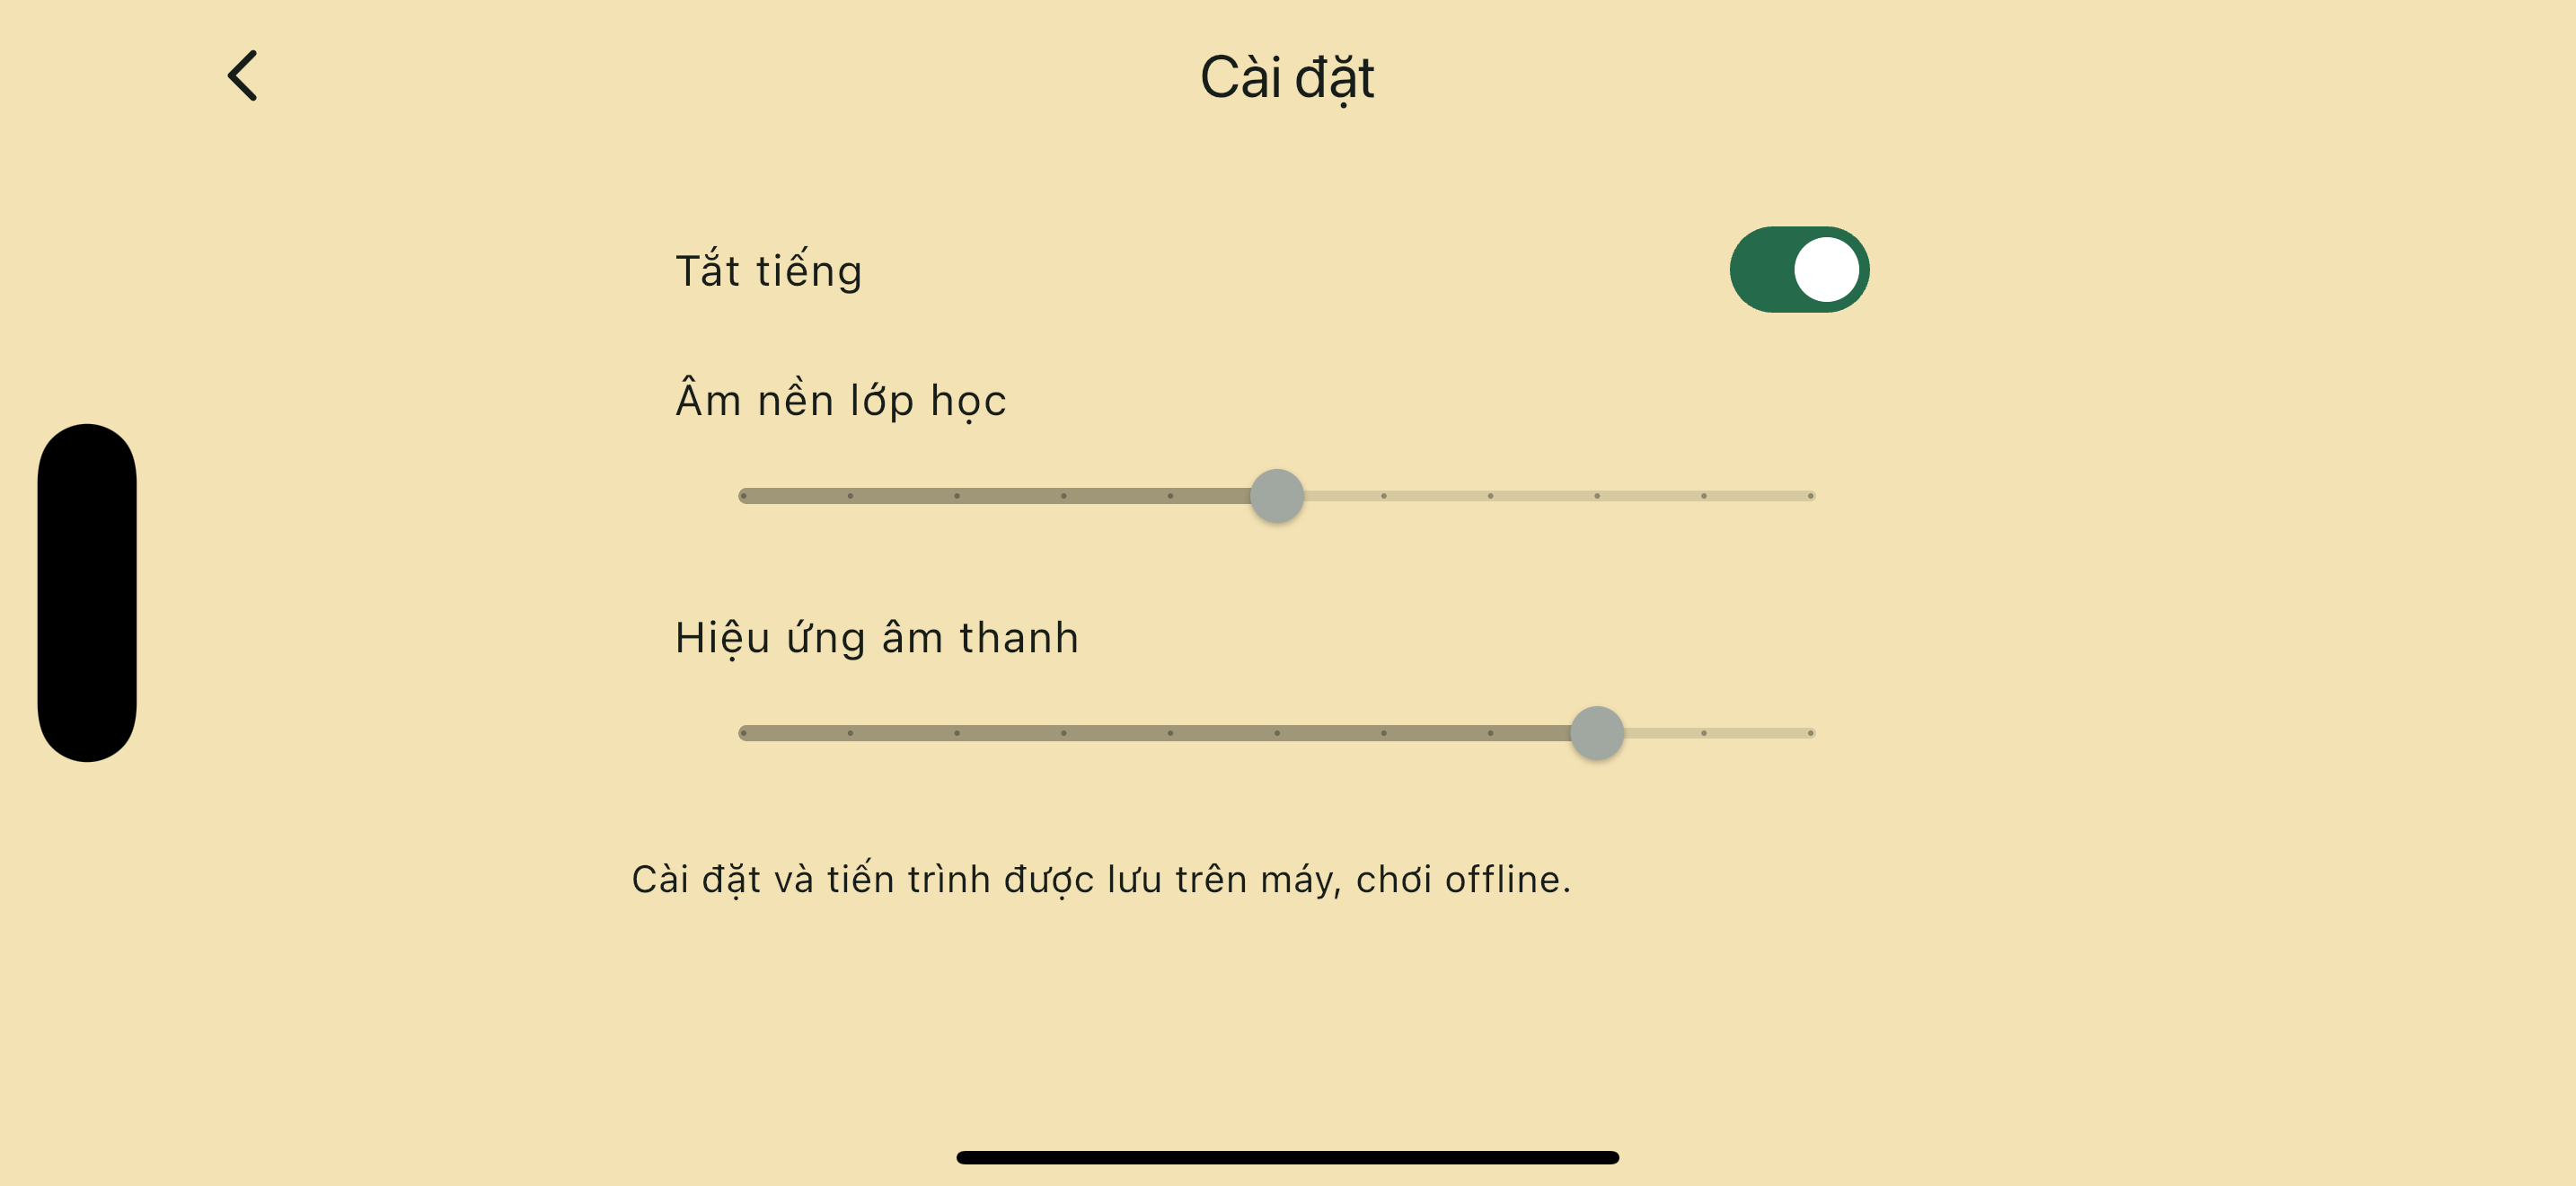 Cài đặt
Tắt tiếng
Âm nền lớp học
Hiệu ứng âm thanh
Cài đặt và tiến trình được lưu trên máy, chơi offline.